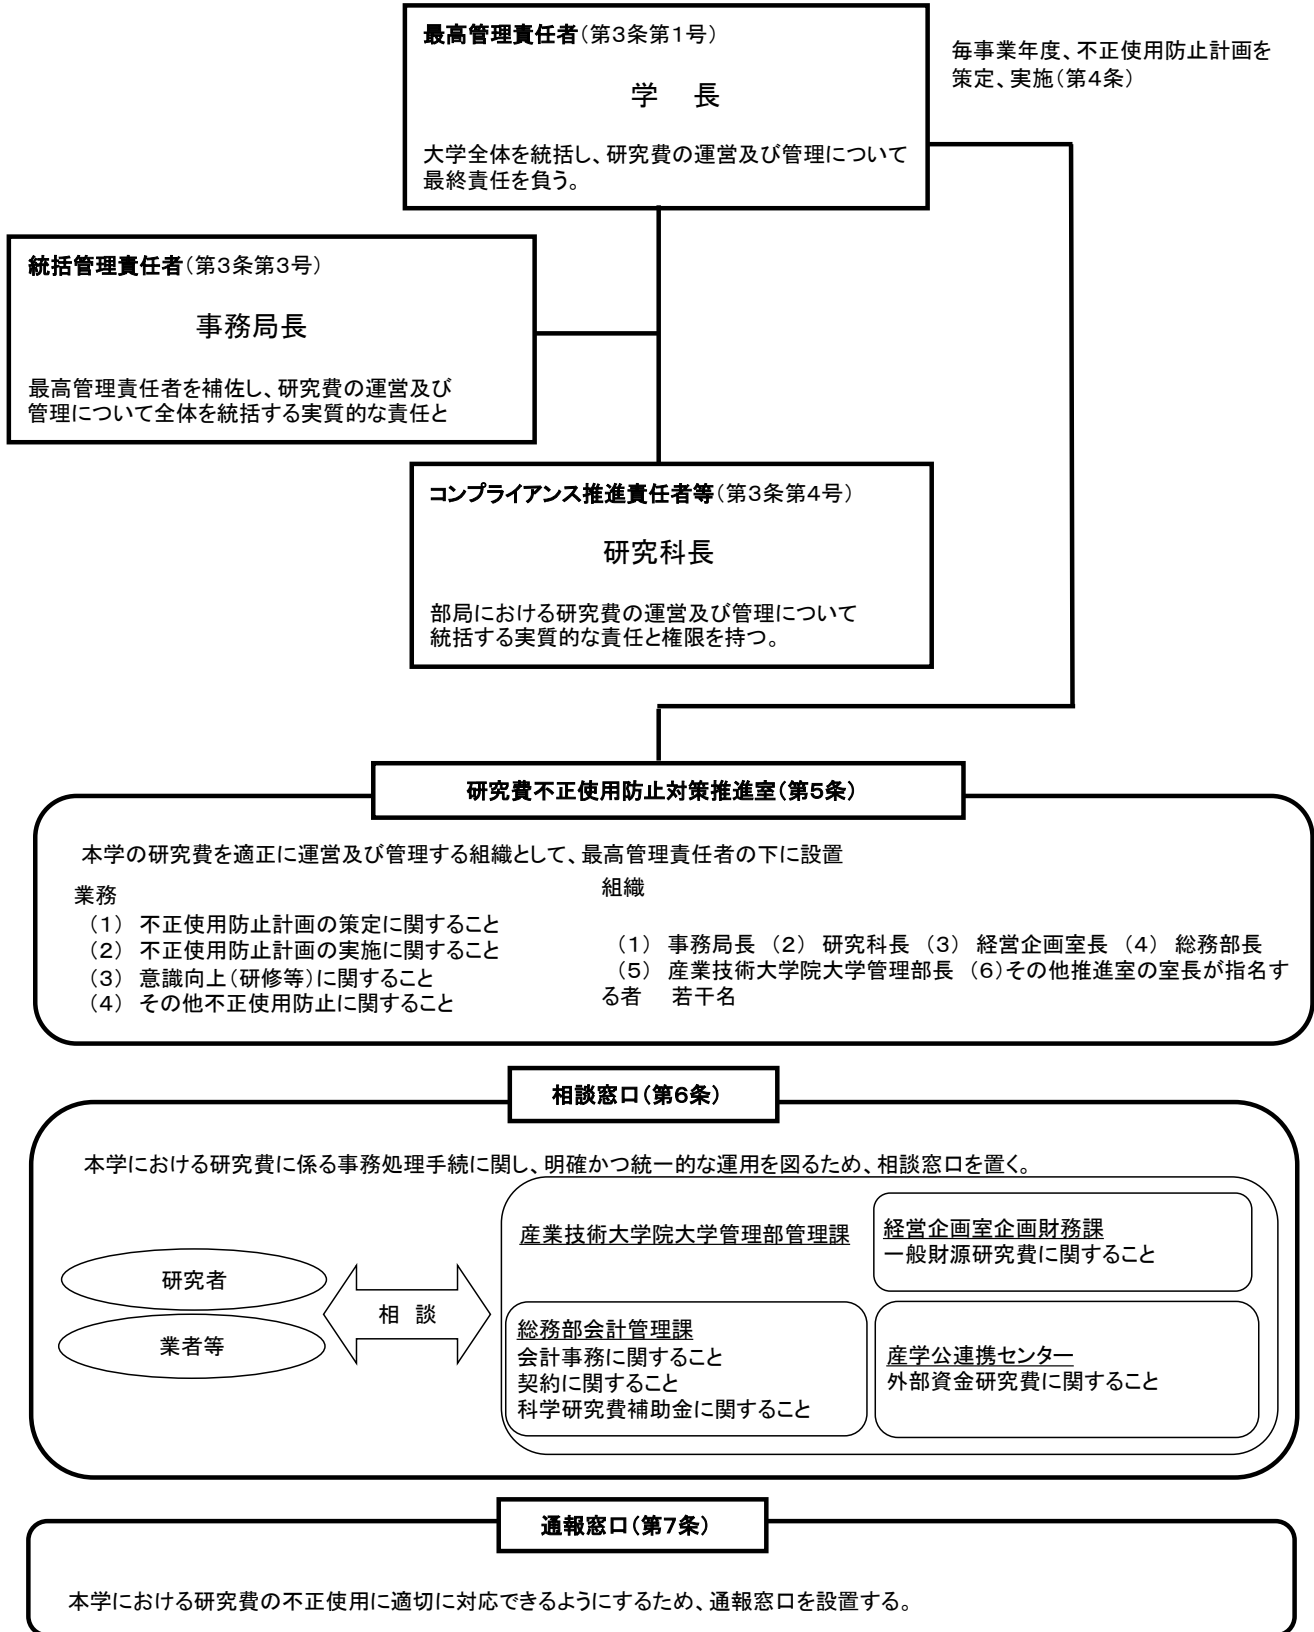 最高管理責任者（第３条第１号）
学　長
大学全体を統括し、研究費の運営及び管理について
最終責任を負う。
毎事業年度、不正使用防止計画を
策定、実施（第４条）
統括管理責任者（第３条第３号）
事務局長
最高管理責任者を補佐し、研究費の運営及び
管理について全体を統括する実質的な責任と
コンプライアンス推進責任者等（第３条第４号）
研究科長
部局における研究費の運営及び管理について
統括する実質的な責任と権限を持つ。
研究費不正使用防止対策推進室（第５条）
本学の研究費を適正に運営及び管理する組織として、最高管理責任者の下に設置
業務
（１）　不正使用防止計画の策定に関すること
（２）　不正使用防止計画の実施に関すること
（３）　意識向上（研修等）に関すること
（４）　その他不正使用防止に関すること
組織
（１）　事務局長　（２）　研究科長　（３）　経営企画室長　（４）　総務部長
（５）　産業技術大学院大学管理部長　（６）その他推進室の室長が指名す
る者　若干名
相談窓口（第６条）
本学における研究費に係る事務処理手続に関し、明確かつ統一的な運用を図るため、相談窓口を置く。
研究者
業者等
相　談
産業技術大学院大学管理部管理課
経営企画室企画財務課
一般財源研究費に関すること
総務部会計管理課
会計事務に関すること
契約に関すること
科学研究費補助金に関すること
産学公連携センター
外部資金研究費に関すること
通報窓口（第７条）
本学における研究費の不正使用に適切に対応できるようにするため、通報窓口を設置する。